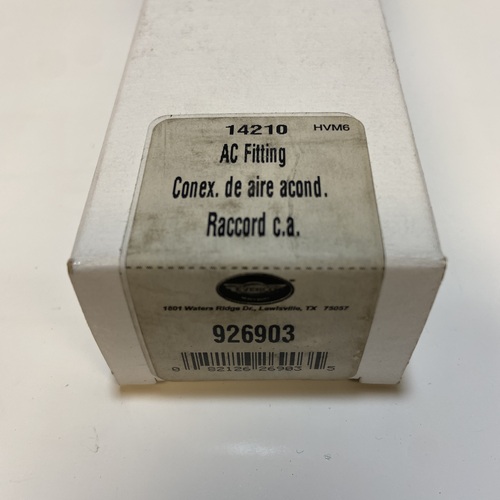 14210 HVM6
AC Fitting
Conex. de aire acond.
Raccord c.a.
1501 Waters Ridge Dr., Lewisville, TX 75057
926903
0 82126 26903 5